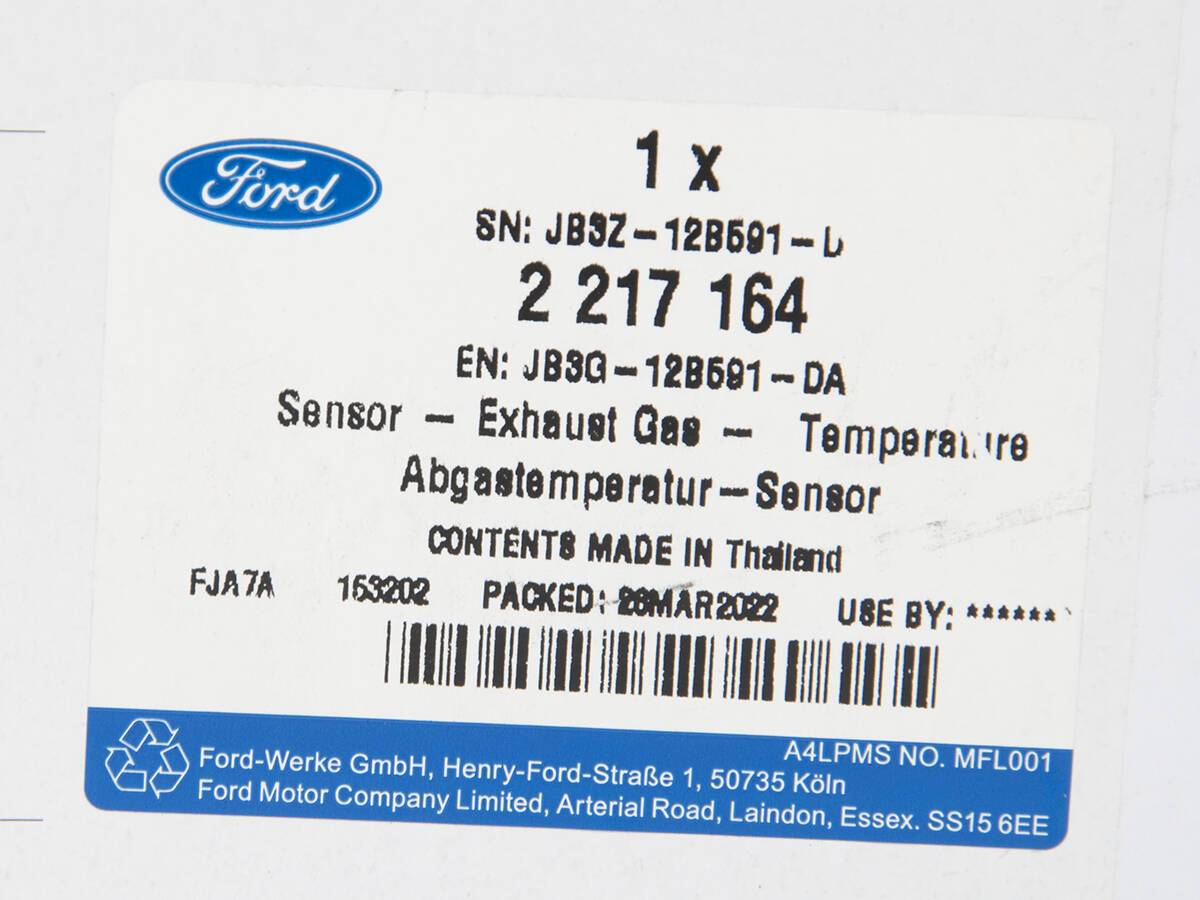 Ford
1 x
SN: JB3Z-12B591-
2 217 164
EN: JB3G-12B591-DA
Sensor - Exhaust Gas - Temperature
Abgastemperatur-Sensor
CONTENTS MADE IN Thailand
FJA7A 153202 PACKED: MAR2022 USE BY: ******
A4LPMS NO. MFL001
Ford-Werke GmbH, Henry-Ford-Straße 1, 50735 Köln
Ford Motor Company Limited, Arterial Road, Laindon, Essex. SS15 6EE